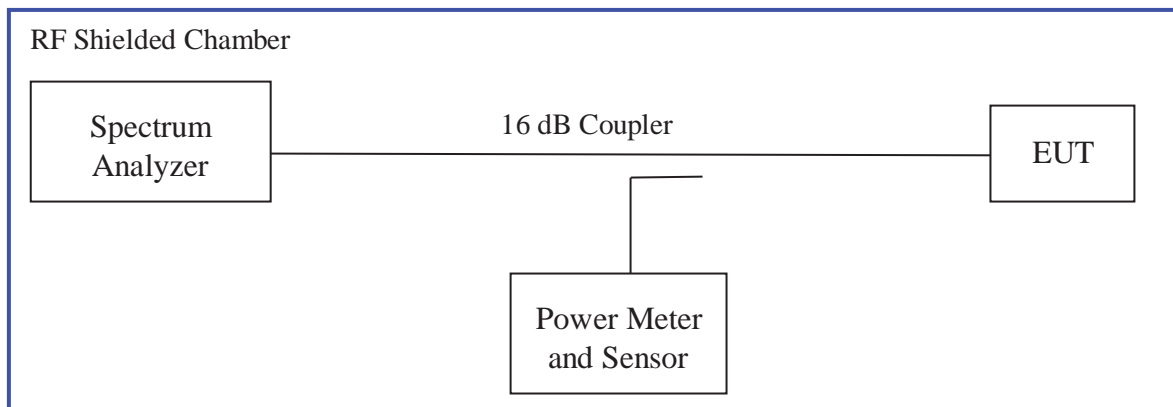 RF Shielded Chamber
Spectrum
Analyzer
16 dB Coupler
EUT
Power Meter
and Sensor